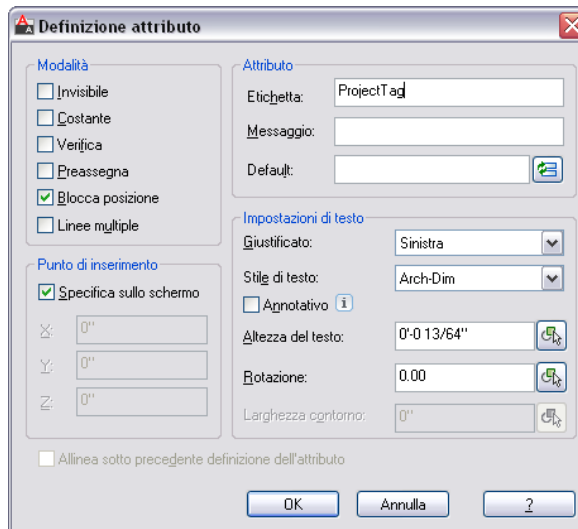 Definizione attributo
Modalità
Invisibile
Costante
Verifica
Preassegna
Blocca posizione
Linee multiple
Punto di inserimento
Specifica sullo schermo
X: 0"
Y: 0"
Z: 0"
Attributo
Etichetta: ProjectTag
Messaggio:
Default:
Impostazioni di testo
Giustificato: Sinistra
Stile di testo: Arch-Dim
Annotativo i
Altezza del testo: 0'-0 13/64"
Rotazione: 0.00
Larghezza contorno: 0"
Allinea sotto precedente definizione dell'attributo
OK Annulla ?